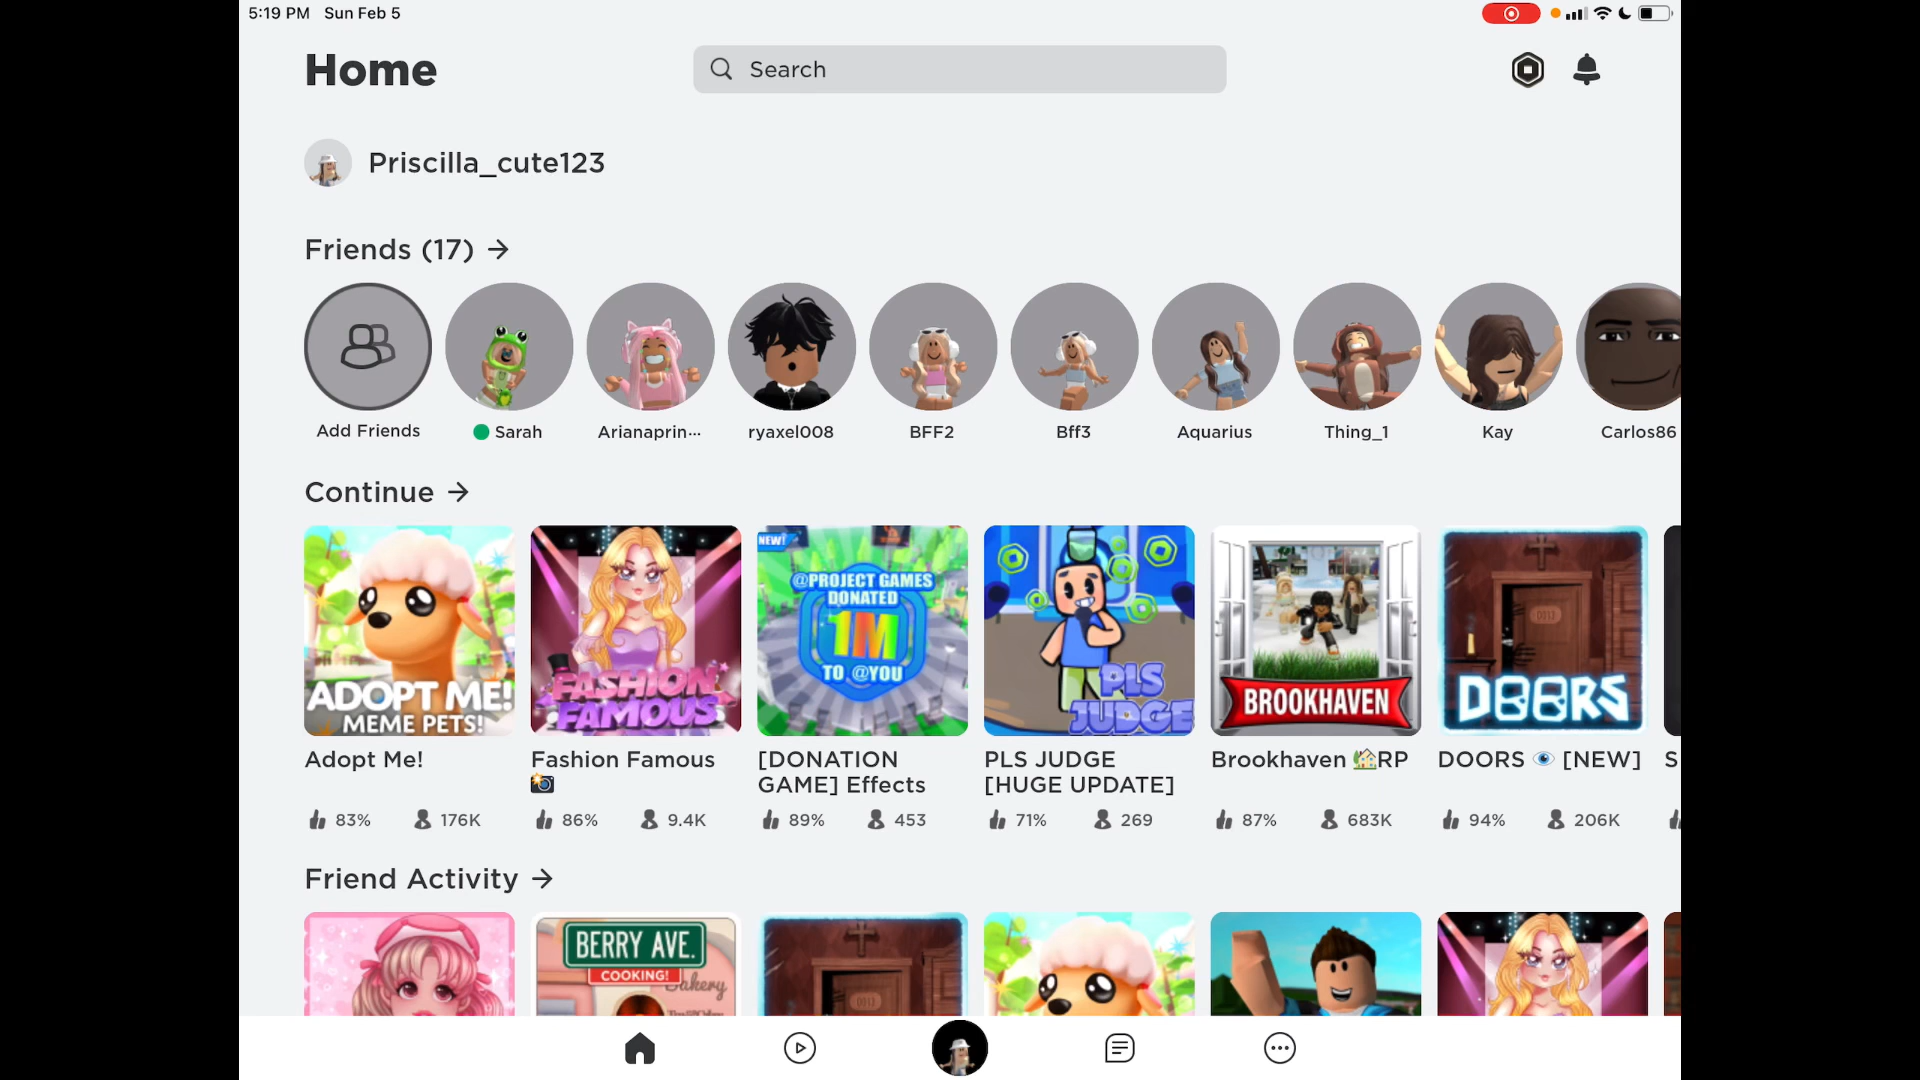 5:19 PM Sun Feb 5
Home
Search
Priscilla_cute123
Friends (17) →
Add Friends
Sarah
Arianaprin...
ryaxel008
BFF2
Bff3
Aquarius
Thing_1
Kay
Carlos86
Continue →
ADOPT ME!
MEME PETS!
FASHION
FAMOUS
NEW!
@PROJECT GAMES
DONATED
1M
TO @YOU
PLS
JUDGE
BROOKHAVEN
DOORS
Adopt Me!
Fashion Famous
📸
[DONATION
GAME] Effects
PLS JUDGE
[HUGE UPDATE]
Brookhaven 🏡RP
DOORS 👁️ [NEW]
S
83% 176K
86% 9.4K
89% 453
71% 269
87% 683K
94% 206K
Friend Activity →
BERRY AVE.
COOKING!
Bakery